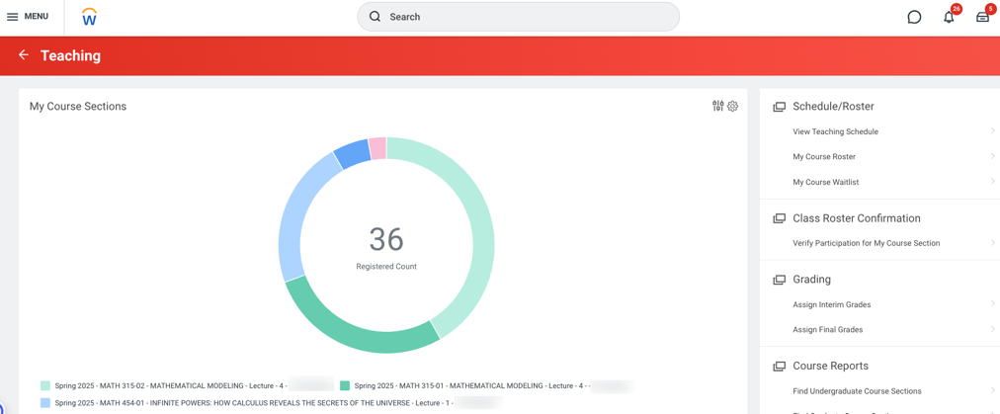 MENU
Search
26
5
Teaching
My Course Sections
36
Registered Count
Spring 2025 - MATH 315-02 - MATHEMATICAL MODELING - Lecture - 4 -
Spring 2025 - MATH 315-01 - MATHEMATICAL MODELING - Lecture - 4 - -
Spring 2025 - MATH 454-01 - INFINITE POWERS: HOW CALCULUS REVEALS THE SECRETS OF THE UNIVERSE - Lecture - 1 -
Schedule/Roster
View Teaching Schedule
My Course Roster
My Course Waitlist
Class Roster Confirmation
Verify Participation for My Course Section
Grading
Assign Interim Grades
Assign Final Grades
Course Reports
Find Undergraduate Course Sections